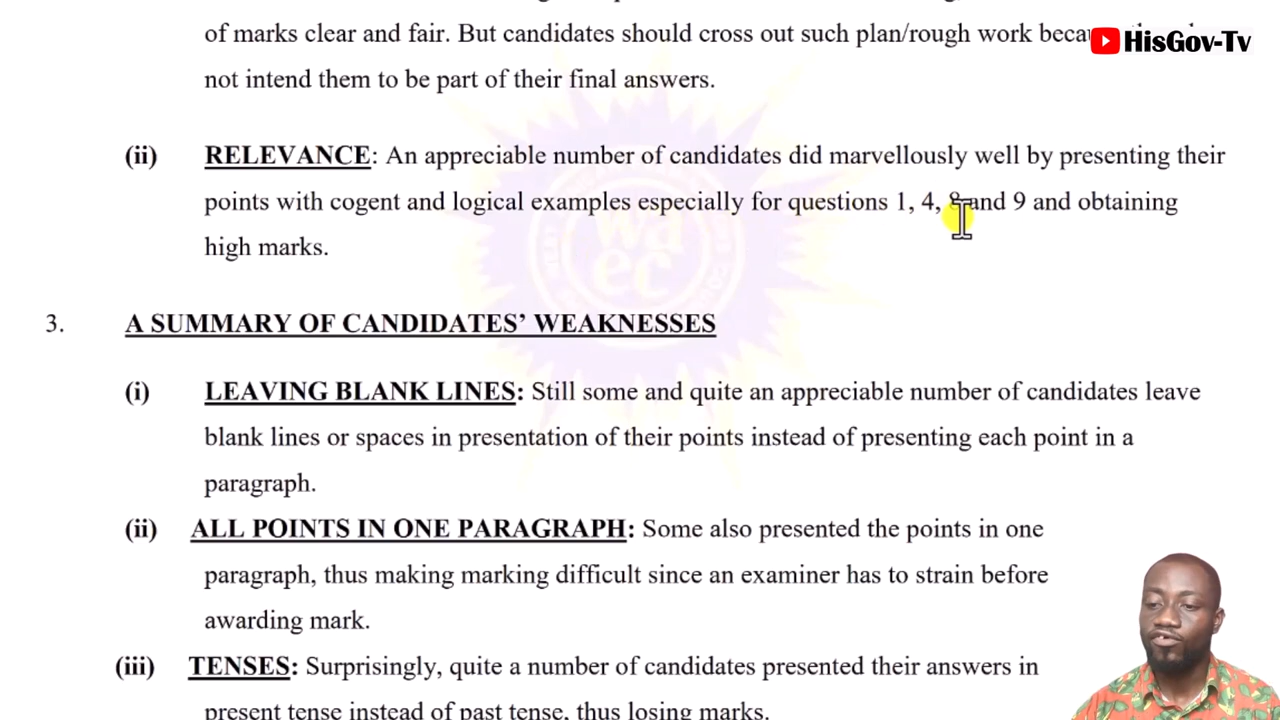 of marks clear and fair. But candidates should cross out such plan/rough work
HisGov-Tv
not intend them to be part of their final answers.
(ii) RELEVANCE: An appreciable number of candidates did marvellously well by presenting their
points with cogent and logical examples especially for questions 1, 4, 8 and 9 and obtaining
high marks.
waec
3. A SUMMARY OF CANDIDATES’ WEAKNESSES
(i) LEAVING BLANK LINES: Still some and quite an appreciable number of candidates leave
blank lines or spaces in presentation of their points instead of presenting each point in a
paragraph.
(ii) ALL POINTS IN ONE PARAGRAPH: Some also presented the points in one
paragraph, thus making marking difficult since an examiner has to strain before
awarding mark.
(iii) TENSES: Surprisingly, quite a number of candidates presented their answers in
present tense instead of past tense, thus losing marks.